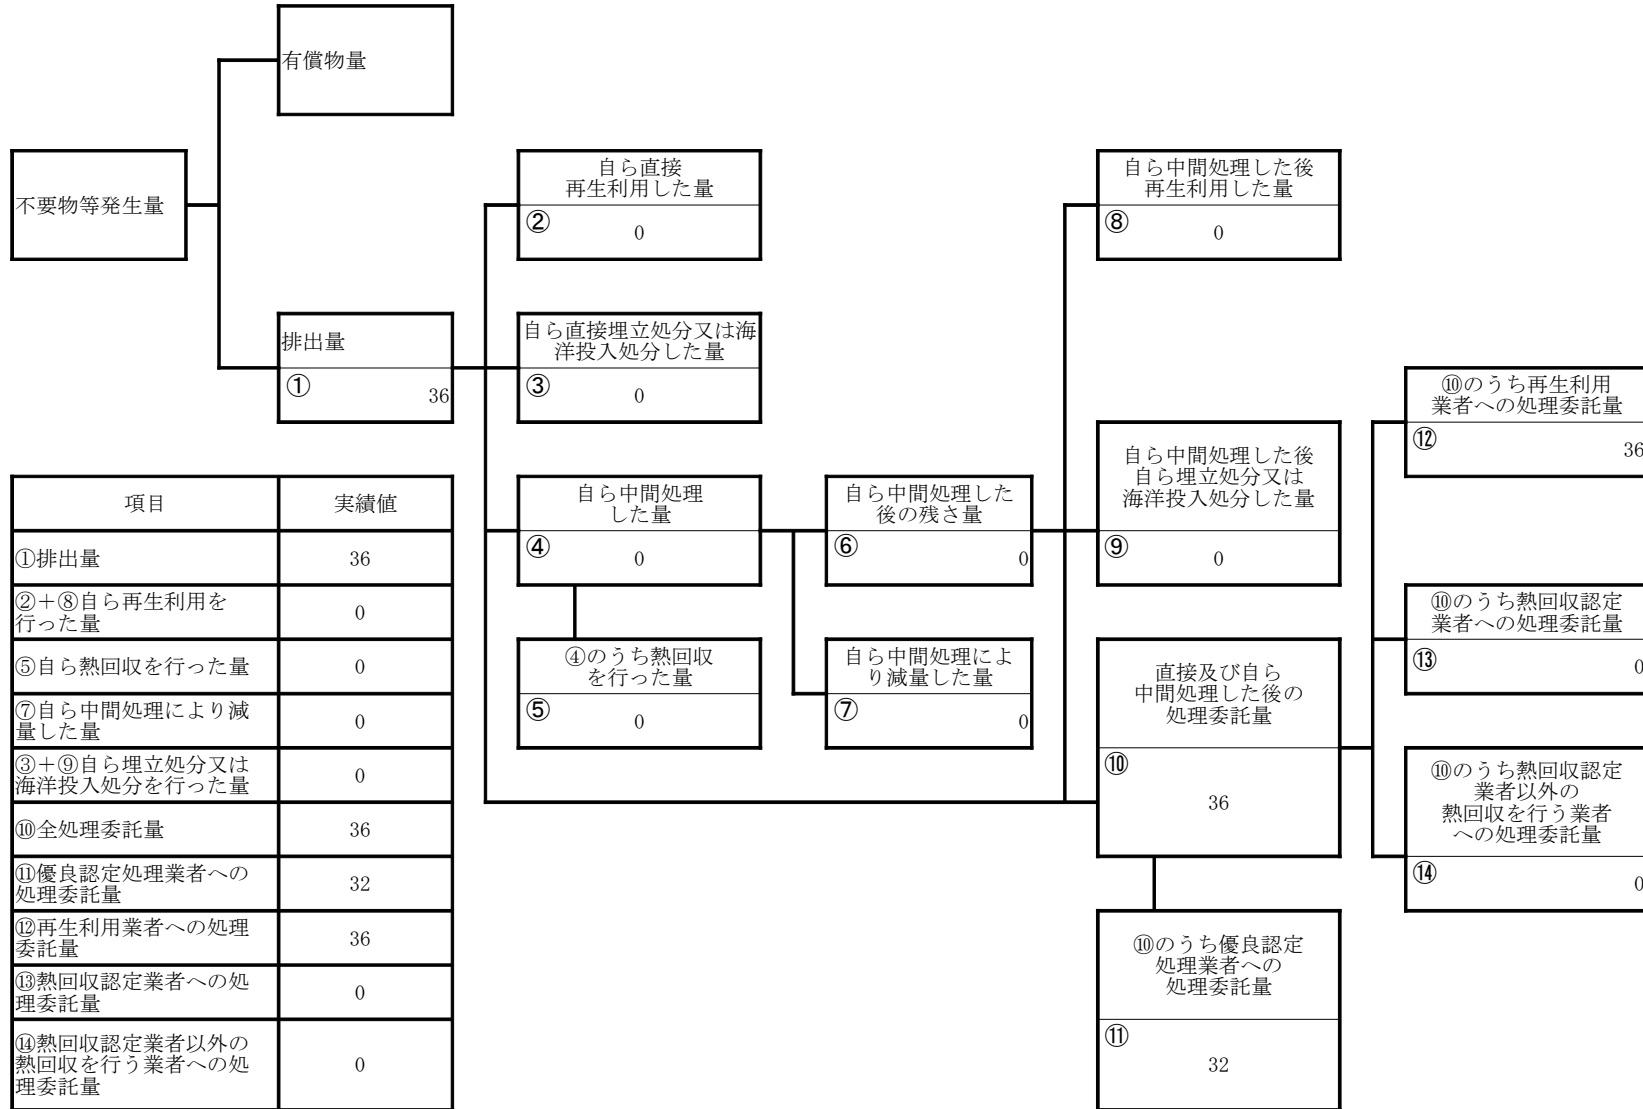 有償物量
不要物等発生量
自ら直接
再生利用した量
②
0
自ら中間処理した後
再生利用した量
⑧
0
排出量
①
36
自ら直接埋立処分又は海
洋投入処分した量
③
0
⑩のうち再生利用
業者への処理委託量
⑫
36
自ら中間処理した後
自ら埋立処分又は
海洋投入処分した量
⑨
0
自ら中間処理
した量
④
0
自ら中間処理した
後の残さ量
⑥
0
④のうち熱回収
を行った量
⑤
0
自ら中間処理によ
り減量した量
⑦
0
⑩のうち熱回収認定
業者への処理委託量
⑬
0
直接及び自ら
中間処理した後の
処理委託量
⑩
36
⑩のうち熱回収認定
業者以外の
熱回収を行う業者
への処理委託量
⑭
0
⑩のうち優良認定
処理業者への
処理委託量
⑪
32
項目 実績値
①排出量 36
②+⑧自ら再生利用を
行った量 0
⑤自ら熱回収を行った量 0
⑦自ら中間処理により減
量した量 0
③+⑨自ら埋立処分又は
海洋投入処分を行った量 0
⑩全処理委託量 36
⑪優良認定処理業者への
処理委託量 32
⑫再生利用業者への処理
委託量 36
⑬熱回収認定業者への処
理委託量 0
⑭熱回収認定業者以外の
熱回収を行う業者への処
理委託量 0